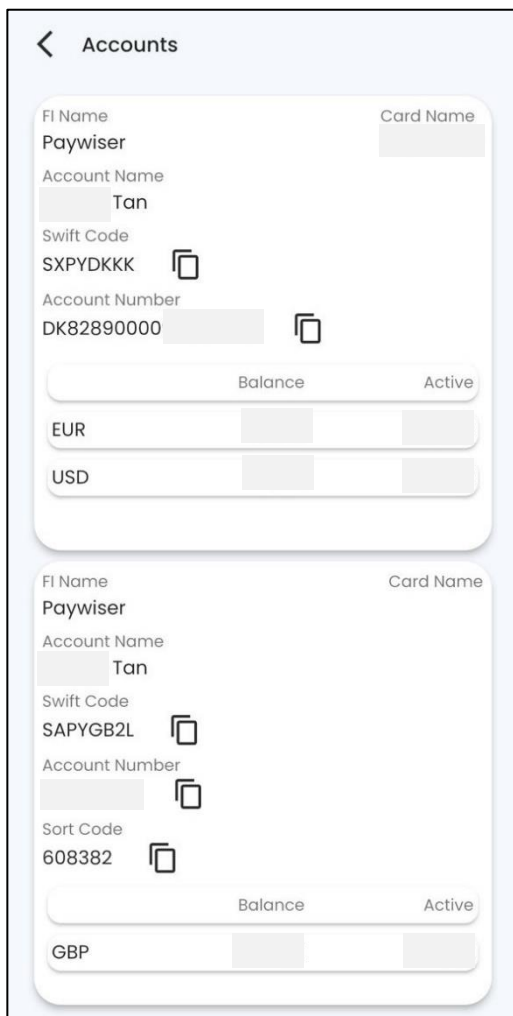 Accounts
FI Name Card Name
Paywiser
Account Name
Tan
Swift Code
SXPYDKKK
Account Number
DK82890000
Balance Active
EUR
USD
FI Name Card Name
Paywiser
Account Name
Tan
Swift Code
SAPYGB2L
Account Number
Sort Code
608382
Balance Active
GBP